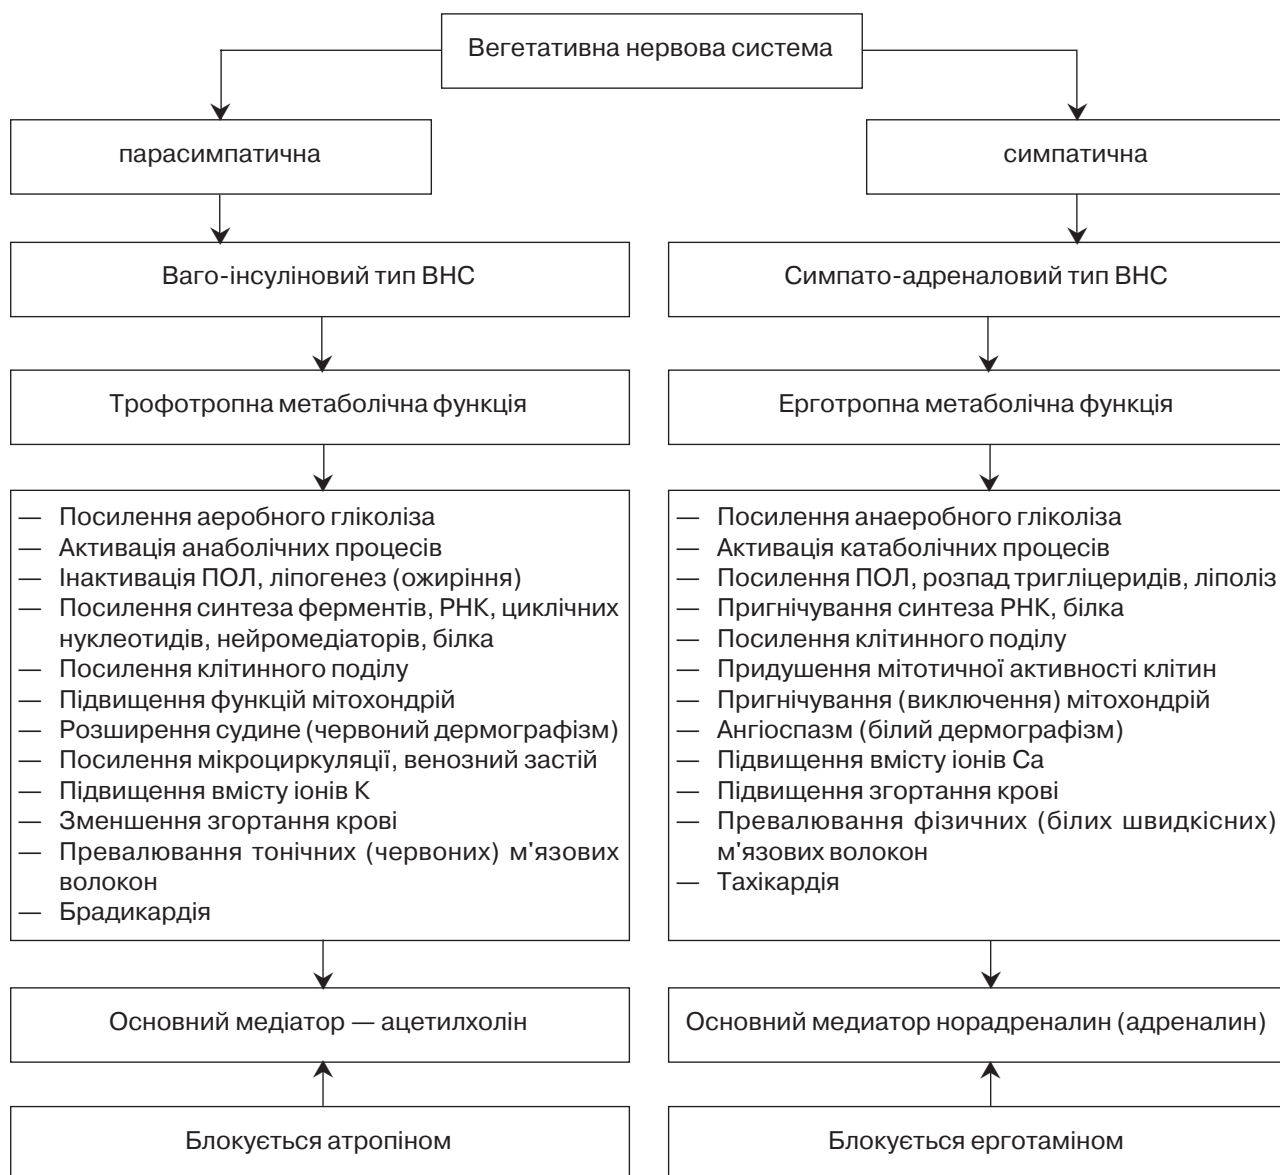 Вегетативна нервова система
парасимпатична
симпатична
Ваго-інсуліновий тип ВНС
Симпато-адреналовий тип ВНС
Трофотропна метаболічна функція
Ерготропна метаболічна функція
— Посилення аеробного гліколіза
— Активація анаболічних процесів
— Інактивація ПОЛ, ліпогенез (ожиріння)
— Посилення синтеза ферментів, РНК, циклічних
нуклеотидів, нейромедіаторів, білка
— Посилення клітинного поділу
— Підвищення функцій мітохондрій
— Розширення судине (червоний дермографізм)
— Посилення мікроциркуляції, венозний застій
— Підвищення вмісту іонів К
— Зменшення згортання крові
— Превалювання тонічних (червоних) м'язових
волокон
— Брадикардія
— Посилення анаеробного гліколіза
— Активація катаболічних процесів
— Посилення ПОЛ, розпад тригліцеридів, ліполіз
— Пригнічування синтеза РНК, білка
— Посилення клітинного поділу
— Придушення мітотичної активності клітин
— Пригнічування (виключення) мітохондрій
— Ангіоспазм (білий дермографізм)
— Підвищення вмісту іонів Са
— Підвищення згортання крові
— Превалювання фізичних (білих швидкісних)
м'язових волокон
— Тахікардія
Основний медіатор — ацетилхолін
Основний медиатор норадреналин (адреналин)
Блокується атропіном
Блокується ерготаміном